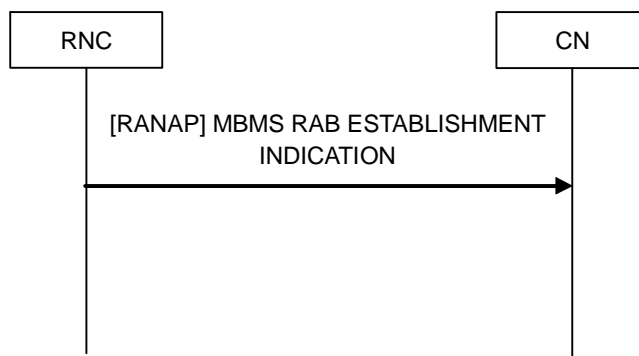 RNC
CN
[RANAP] MBMS RAB ESTABLISHMENT
INDICATION